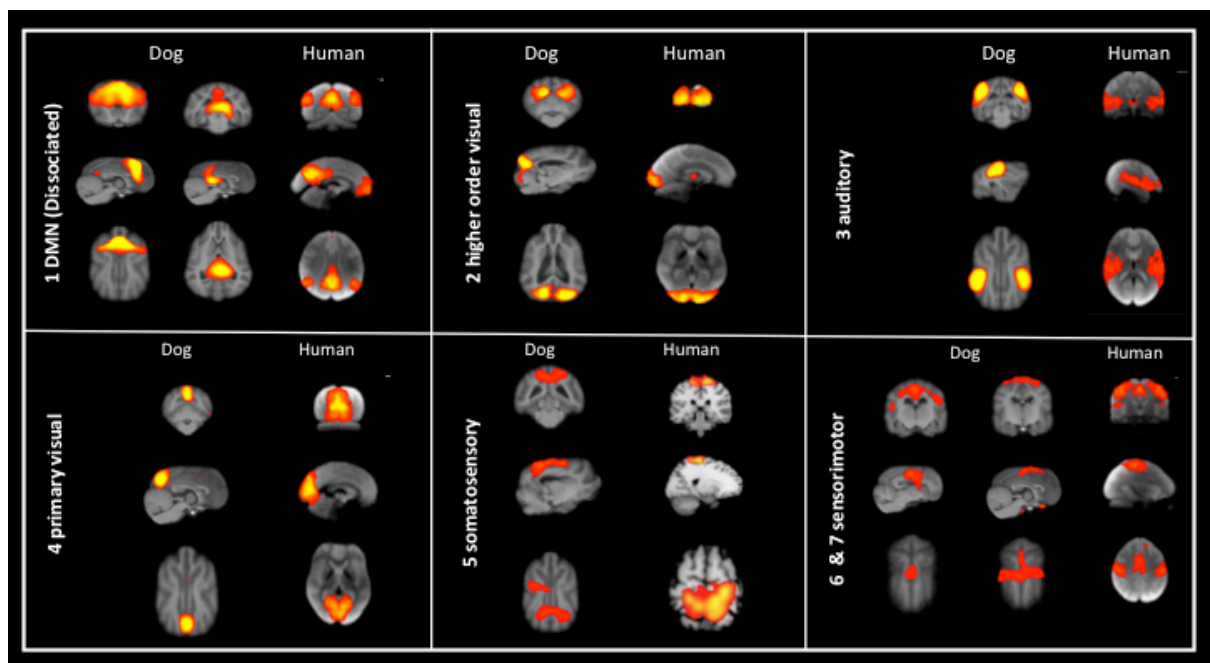 Dog Human
1 DMN (Dissociated)
Dog Human
2 higher order visual
Dog Human
3 auditory
Dog Human
4 primary visual
Dog Human
5 somatosensory
Dog Human
6 & 7 sensorimotor